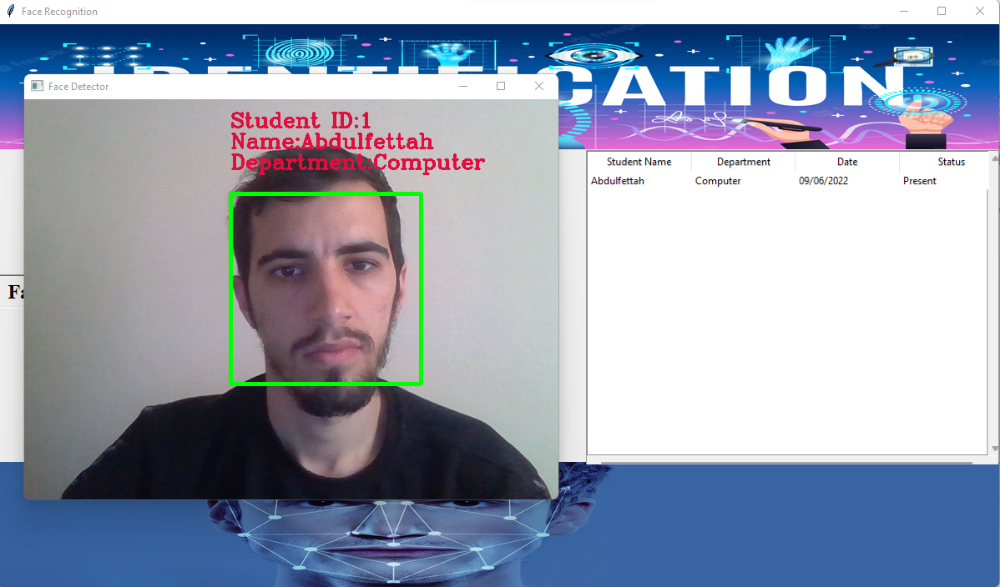 Face Recognition
IDENTIFICATION
Face Detector
Student ID:1
Name:Abdulfettah
Department:Computer
Student Name Department Date Status
Abdulfettah Computer 09/06/2022 Present
Fa